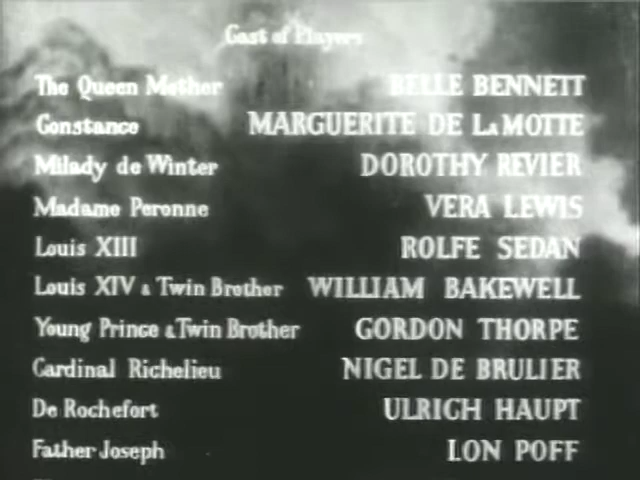 Cast of Players
The Queen Mother BELLE BENNETT
Constance MARGUERITE DE LA MOTTE
Milady de Winter DOROTHY REVIER
Madame Peronne VERA LEWIS
Louis XIII ROLFE SEDAN
Louis XIV & Twin Brother WILLIAM BAKEWELL
Young Prince & Twin Brother GORDON THORPE
Cardinal Richelieu NIGEL DE BRULIER
De Rochefort ULRICH HAUPT
Father Joseph LON POFF